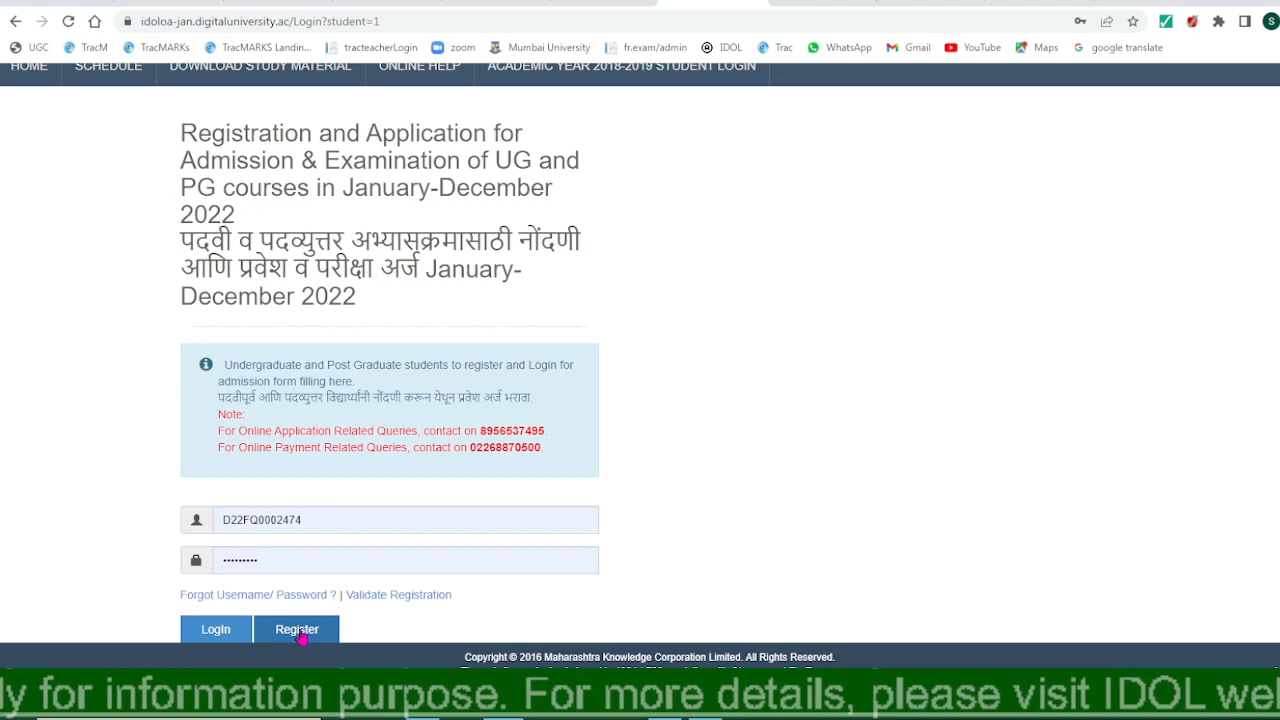 idoloa-jan.digitaluniversity.ac/Login?student=1
UGC TracM TracMARKs TracMARKS Landin... tracteacherLogin zoom Mumbai University fr.exam/admin IDOL Trac WhatsApp Gmail YouTube Maps google translate
HOME SCHEDULE DOWNLOAD STUDY MATERIAL ONLINE HELP ACADEMIC YEAR 2018-2019 STUDENT LOGIN
Registration and Application for
Admission & Examination of UG and
PG courses in January-December
2022
पदवी व पदव्युत्तर अभ्यासक्रमासाठी नोंदणी
आणि प्रवेश व परीक्षा अर्ज January-
December 2022
Undergraduate and Post Graduate students to register and Login for
admission form filling here.
पदवीपूर्व आणि पदव्युत्तर विद्यार्थ्यांनी नोंदणी करून येथून प्रवेश अर्ज भरावा.
Note:
For Online Application Related Queries, contact on 8956537495.
For Online Payment Related Queries, contact on 02268870500.
D22FQ0002474
•••••••••
Forgot Username/ Password ? | Validate Registration
LogIn Register
Copyright © 2016 Maharashtra Knowledge Corporation Limited. All Rights Reserved.
ly for information purpose. For more details, please visit IDOL wel